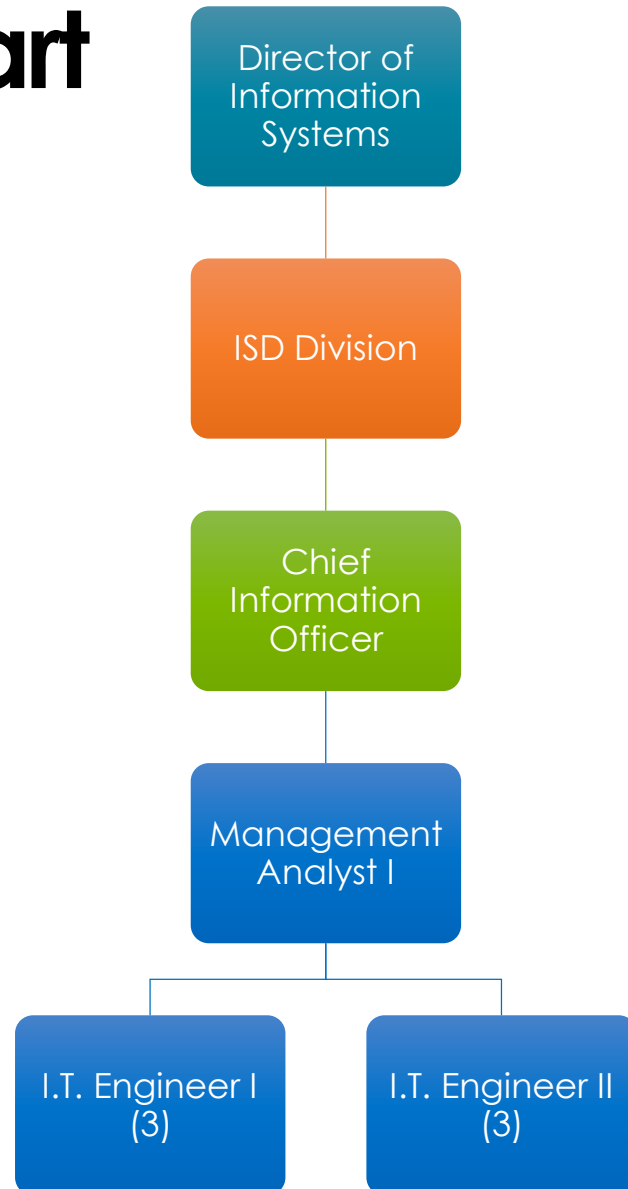 art
Director of
Information
Systems
ISD Division
Chief
Information
Officer
Management
Analyst I
I.T. Engineer I
(3)
I.T. Engineer II
(3)